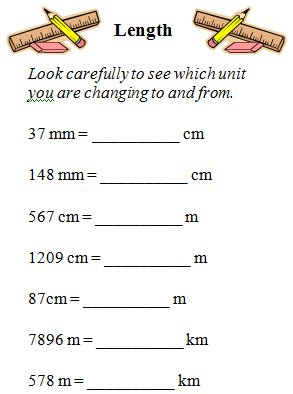 Length
Look carefully to see which unit
you are changing to and from.
37 mm = __________ cm
148 mm = __________ cm
567 cm = __________ m
1209 cm = __________ m
87cm = __________ m
7896 m = __________ km
578 m = __________ km